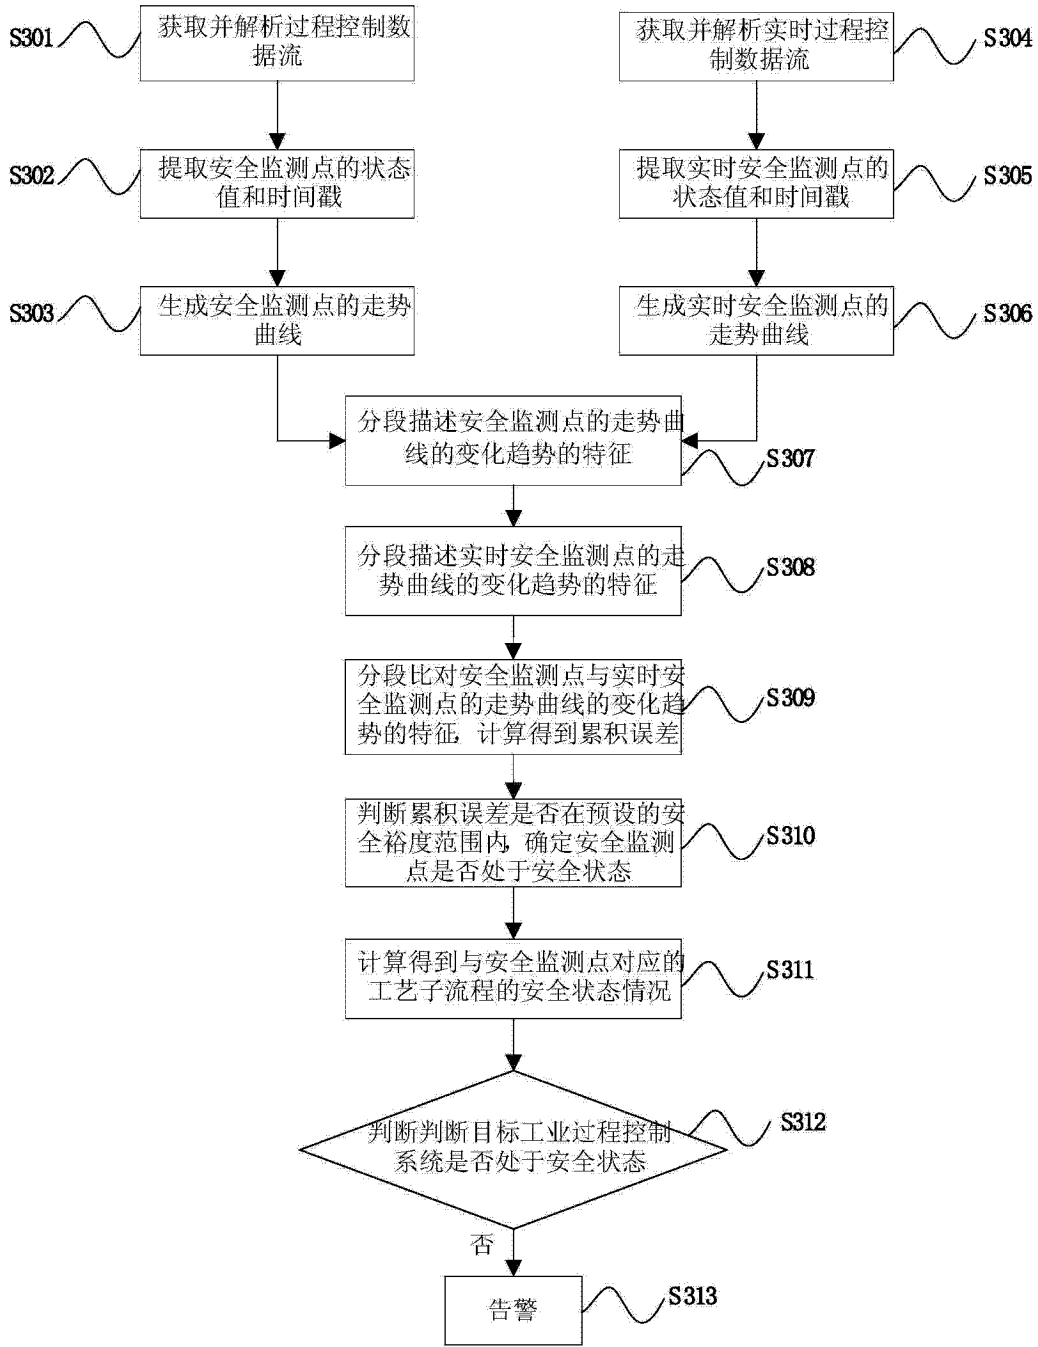 S301
获取并解析过程控制数
据流
获取并解析实时过程控
制数据流
S304
S302
提取安全监测点的状态
值和时间戳
提取实时安全监测点的
状态值和时间戳
S305
S303
生成安全监测点的走势
曲线
生成实时安全监测点的
走势曲线
S306
分段描述安全监测点的走势曲
线的变化趋势的特征
S307
分段描述实时安全监测点的走
势曲线的变化趋势的特征
S308
分段比对安全监测点与实时安
全监测点的走势曲线的变化趋
势的特征，计算得到累积误差
S309
判断累积误差是否在预设的安
全裕度范围内，确定安全监测
点是否处于安全状态
S310
计算得到与安全监测点对应的
工艺子流程的安全状态情况
S311
判断判断目标工业过程控制
系统是否处于安全状态
S312
否
告警
S313